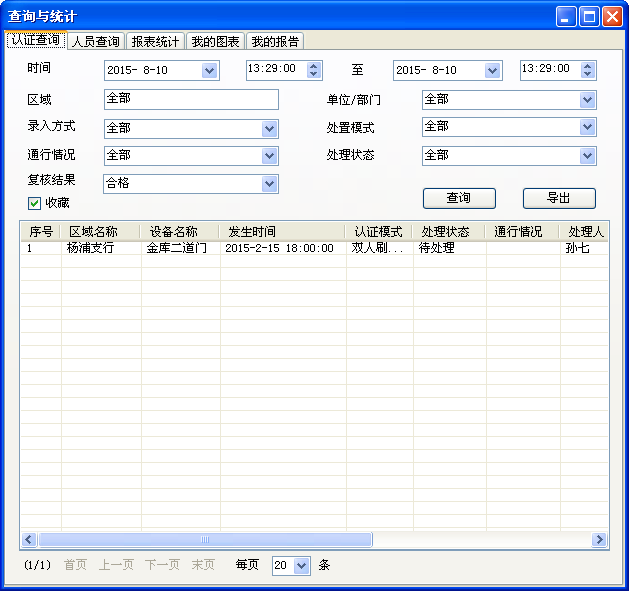 查询与统计
认证查询 人员查询 报表统计 我的图表 我的报告
时间 2015- 8-10 13:29:00 至 2015- 8-10 13:29:00
区域 全部 单位/部门 全部
录入方式 全部 处置模式 全部
通行情况 全部 处理状态 全部
复核结果 合格
收藏 查询 导出
序号 区域名称 设备名称 发生时间 认证模式 处理状态 通行情况 处理人
1 杨浦支行 金库二道门 2015-2-15 18:00:00 双人刷... 待处理 孙七
(1/1) 首页 上一页 下一页 末页 每页 20 条